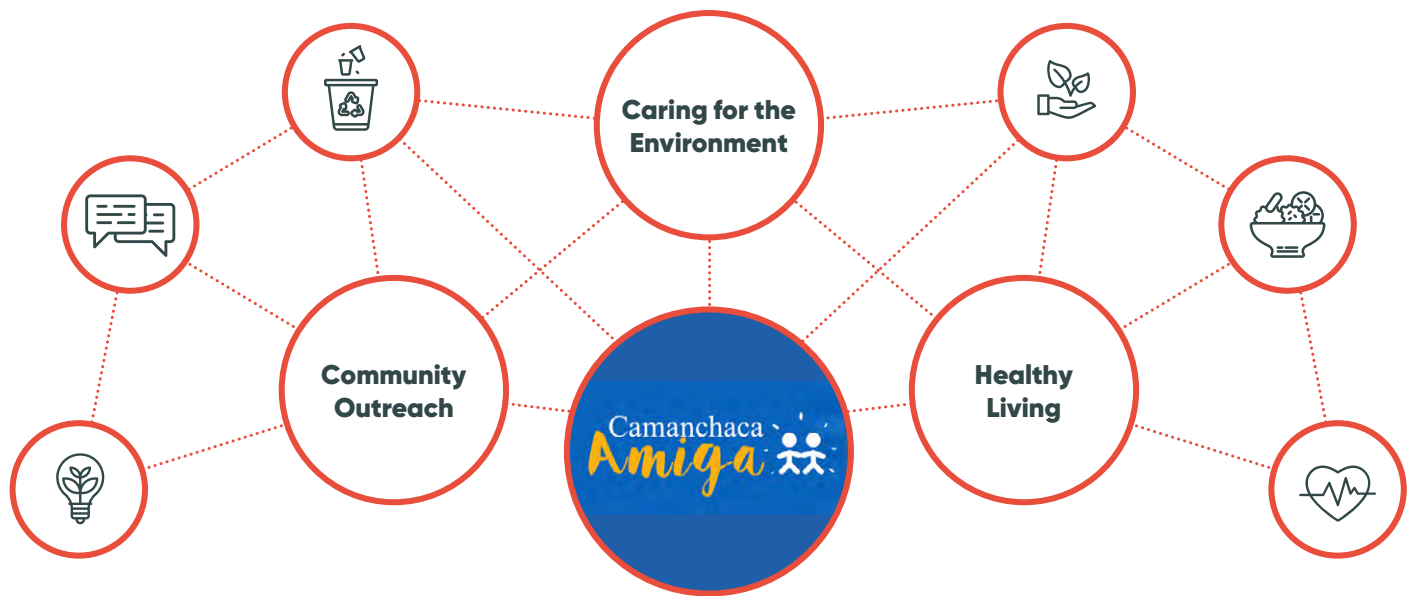 Caring for the
Environment
Community
Outreach
Healthy
Living
Camanchaca
Amiga